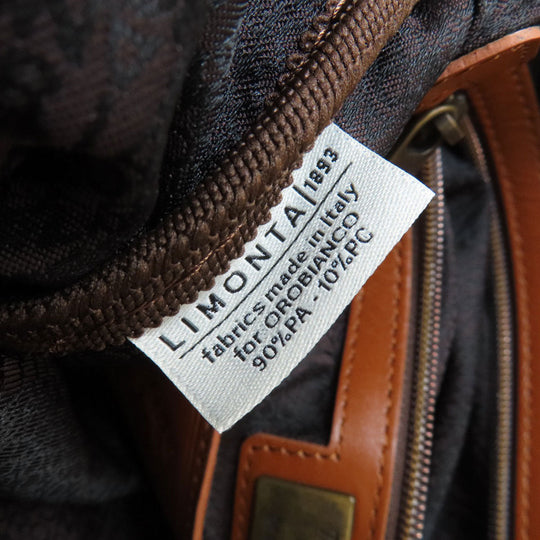 LIMONTA|1893
fabrics made in Italy
for OROBIANCO
90%PA - 10%PC